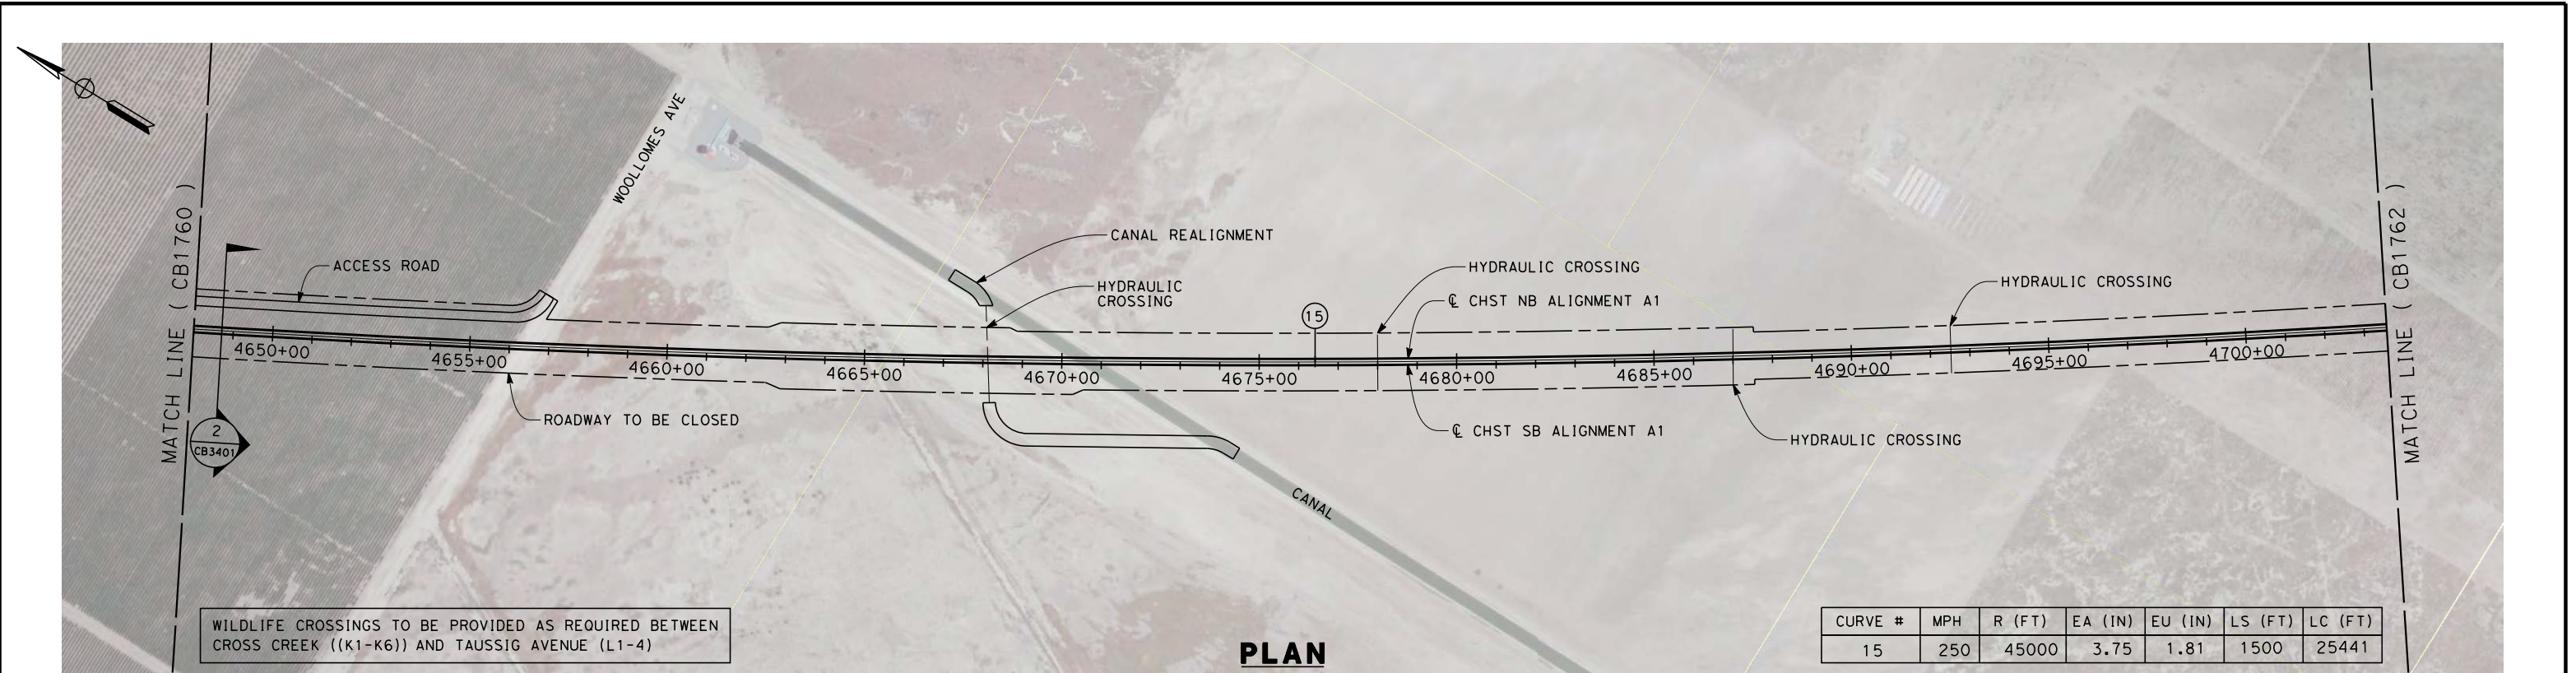 WOOLLOMES AVE
MATCH LINE ( CB1760 )
ACCESS ROAD
CANAL REALIGNMENT
HYDRAULIC
CROSSING
HYDRAULIC CROSSING
℄ CHST NB ALIGNMENT A1
HYDRAULIC CROSSING
MATCH LINE ( CB1762 )
15
4650+00
4655+00
4660+00
4665+00
4670+00
4675+00
4680+00
4685+00
4690+00
4695+00
4700+00
ROADWAY TO BE CLOSED
2
CB3401
℄ CHST SB ALIGNMENT A1
HYDRAULIC CROSSING
CANAL
WILDLIFE CROSSINGS TO BE PROVIDED AS REQUIRED BETWEEN
CROSS CREEK ((K1-K6)) AND TAUSSIG AVENUE (L1-4)
PLAN
CURVE # MPH R (FT) EA (IN) EU (IN) LS (FT) LC (FT)
15 250 45000 3.75 1.81 1500 25441